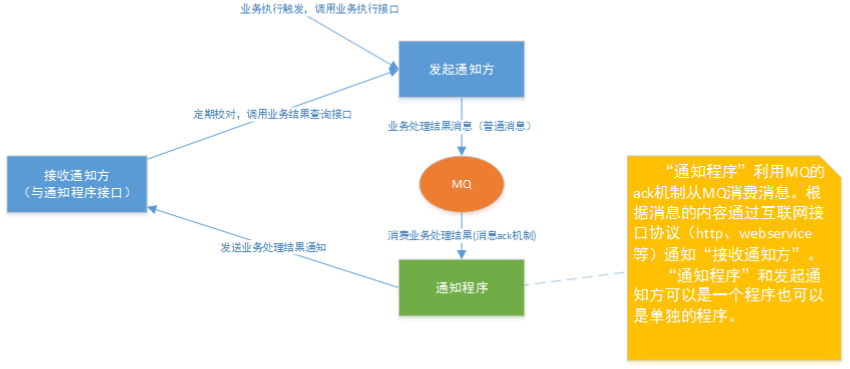 业务执行触发，调用业务执行接口
发起通知方
定期校对，调用业务结果查询接口
业务处理结果消息（普通消息）
接收通知方
（与通知程序接口）
MQ
消费业务处理结果(消息ack机制)
发送业务处理结果通知
通知程序
“通知程序”利用MQ的
ack机制从MQ消费消息。根
据消息的内容通过互联网接
口协议（http、webservice
等）通知“接收通知方”。
“通知程序”和发起通
知方可以是一个程序也可以
是单独的程序。